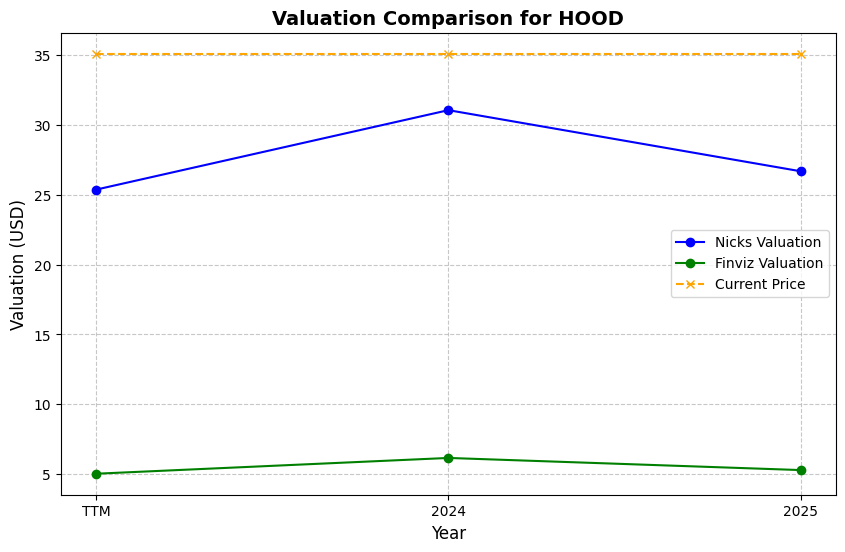 Valuation Comparison for HOOD
Valuation (USD)
35
30
25
20
15
10
5
Nicks Valuation
Finviz Valuation
Current Price
TTM
2024
2025
Year